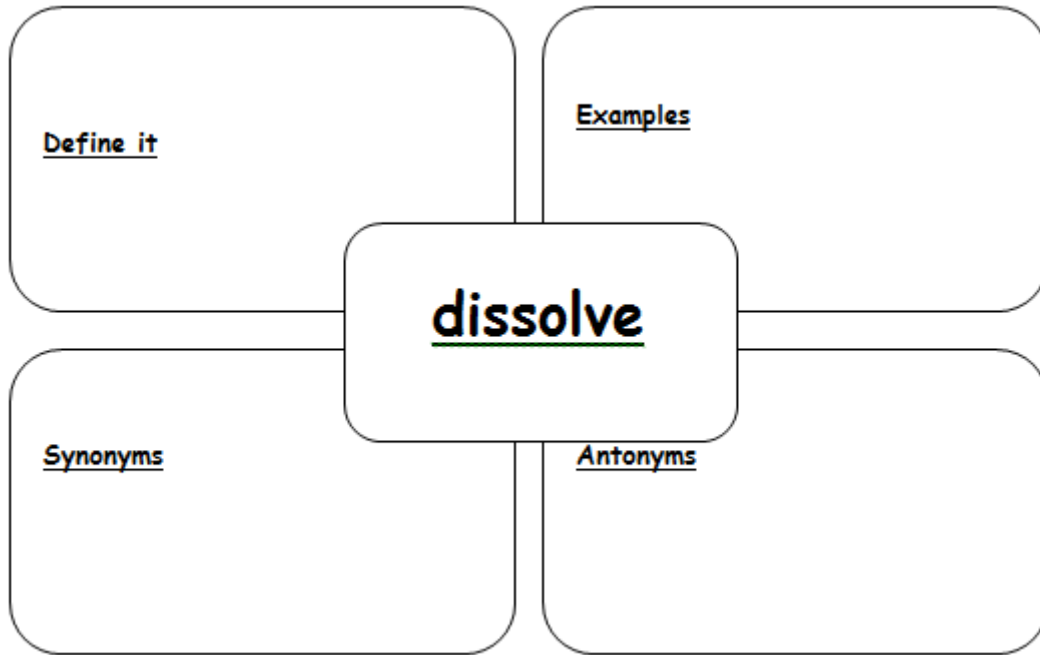 Define it
Examples
dissolve
Synonyms
Antonyms